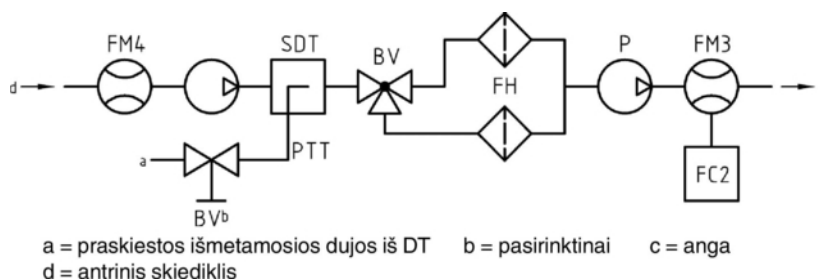 FM4 SDT BV P FM3
d FH
a PTT
BVᵇ FC2
a = praskiestos išmetamosios dujos iš DT b = pasirinktinai c = anga
d = antrinis skiediklis